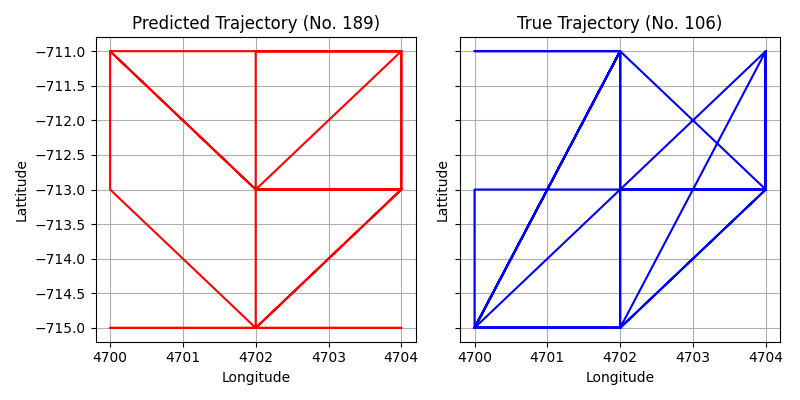 Predicted Trajectory (No. 189)
True Trajectory (No. 106)
−711.0
−711.5
−712.0
−712.5
−713.0
−713.5
−714.0
−714.5
−715.0
Lattitude
Lattitude
4700 4701 4702 4703 4704
4700 4701 4702 4703 4704
Longitude
Longitude